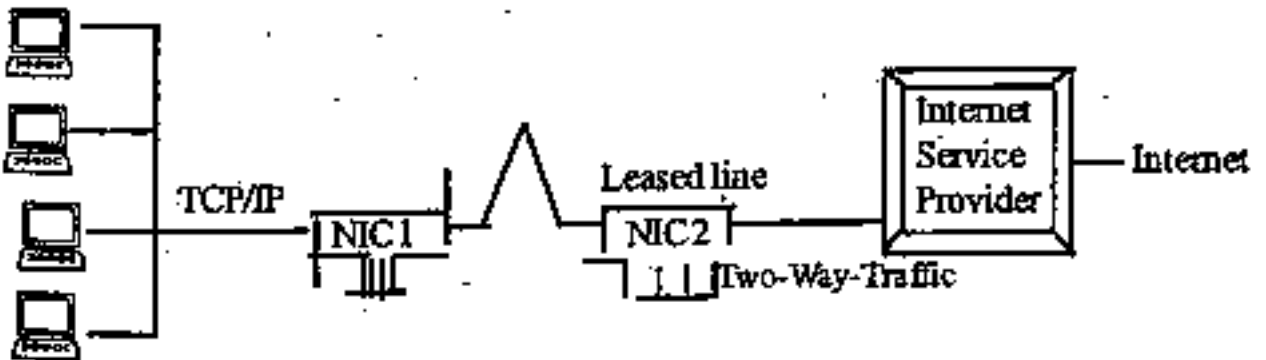 TCP/IP
NIC1
Leased line
NIC2
Two-Way-Traffic
Internet
Service
Provider
Internet